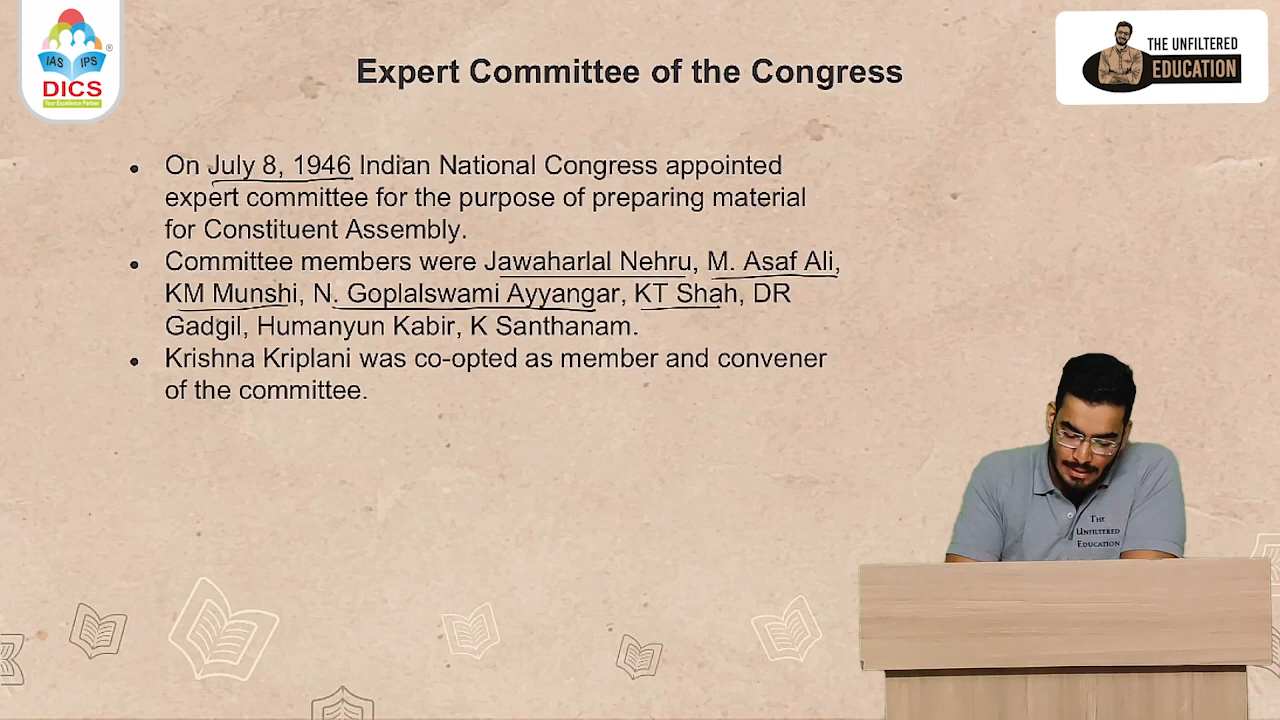 IAS IPS
®
DICS
Your Excellence Partner
THE UNFILTERED
EDUCATION
Expert Committee of the Congress
• On July 8, 1946 Indian National Congress appointed
expert committee for the purpose of preparing material
for Constituent Assembly.
• Committee members were Jawaharlal Nehru, M. Asaf Ali,
KM Munshi, N. Goplalswami Ayyangar, KT Shah, DR
Gadgil, Humanyun Kabir, K Santhanam.
• Krishna Kriplani was co-opted as member and convener
of the committee.
THE
UNFILTERED
EDUCATION